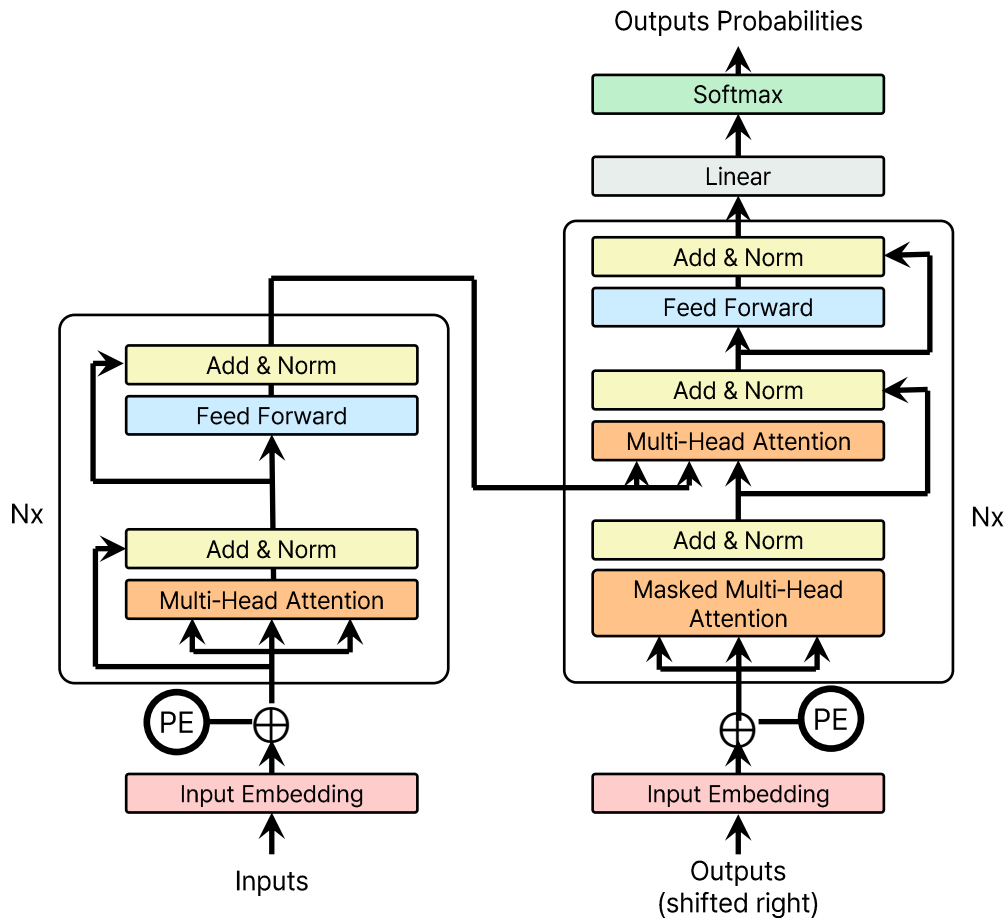 Outputs Probabilities
Softmax
Linear
Add & Norm
Feed Forward
Add & Norm
Multi-Head Attention
Add & Norm
Masked Multi-Head
Attention
Nx
PE
Input Embedding
Outputs
(shifted right)
Add & Norm
Feed Forward
Nx
Add & Norm
Multi-Head Attention
PE
Input Embedding
Inputs